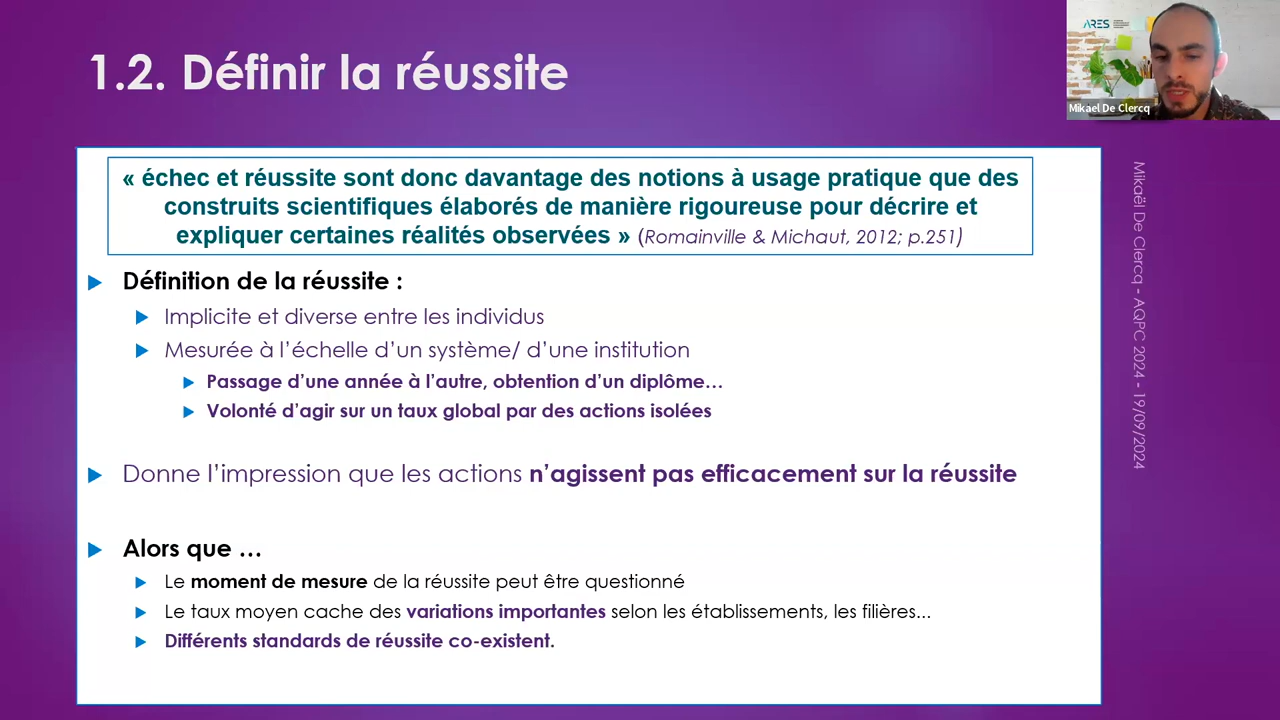 1.2. Définir la réussite
ARES
Mikael De Clercq
« échec et réussite sont donc davantage des notions à usage pratique que des
construits scientifiques élaborés de manière rigoureuse pour décrire et
expliquer certaines réalités observées » (Romainville & Michaut, 2012; p.251)
Définition de la réussite :
Implicite et diverse entre les individus
Mesurée à l’échelle d’un système/ d’une institution
Passage d’une année à l’autre, obtention d’un diplôme…
Volonté d’agir sur un taux global par des actions isolées
Donne l’impression que les actions n’agissent pas efficacement sur la réussite
Alors que …
Le moment de mesure de la réussite peut être questionné
Le taux moyen cache des variations importantes selon les établissements, les filières...
Différents standards de réussite co-existent.
Mikaël De Clercq - AQPC 2024 - 19/09/2024